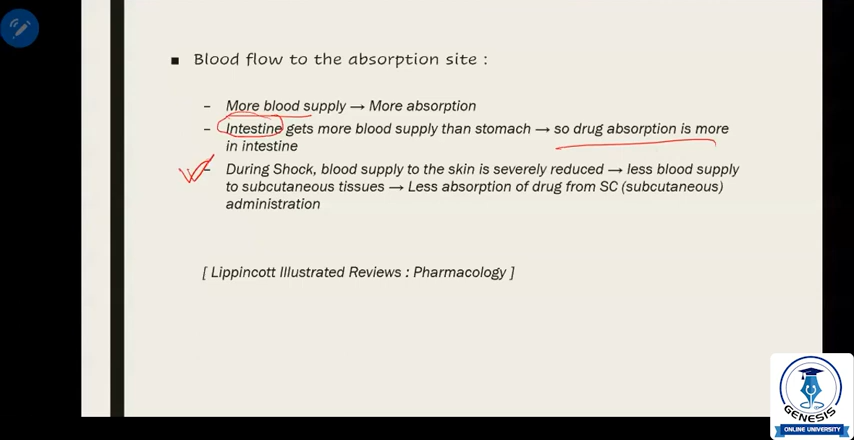 ▪ Blood flow to the absorption site :
– More blood supply → More absorption
– Intestine gets more blood supply than stomach → so drug absorption is more
in intestine
– During Shock, blood supply to the skin is severely reduced → less blood supply
to subcutaneous tissues → Less absorption of drug from SC (subcutaneous)
administration
[ Lippincott Illustrated Reviews : Pharmacology ]
GENESIS
ONLINE UNIVERSITY